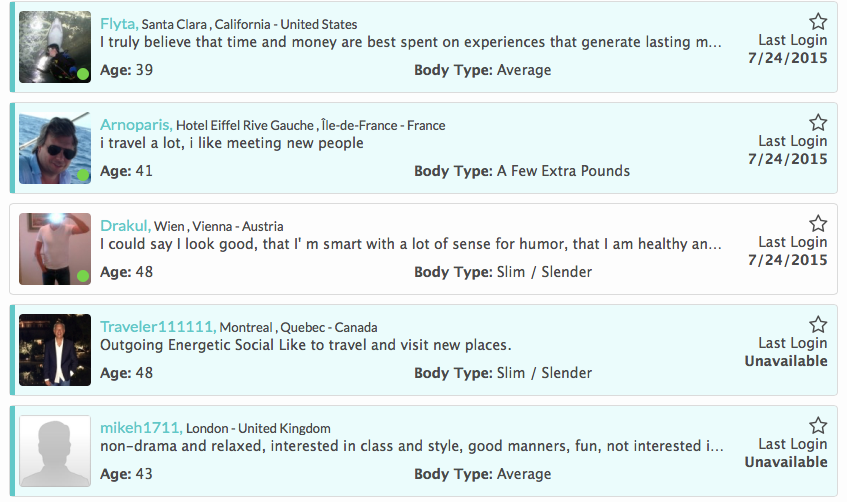 Flyta, Santa Clara , California - United States
I truly believe that time and money are best spent on experiences that generate lasting m...
Age: 39 Body Type: Average
Last Login
7/24/2015
Arnoparis, Hotel Eiffel Rive Gauche , Île-de-France - France
i travel a lot, i like meeting new people
Age: 41 Body Type: A Few Extra Pounds
Last Login
7/24/2015
Drakul, Wien , Vienna - Austria
I could say I look good, that I' m smart with a lot of sense for humor, that I am healthy an...
Age: 48 Body Type: Slim / Slender
Last Login
7/24/2015
Traveler111111, Montreal , Quebec - Canada
Outgoing Energetic Social Like to travel and visit new places.
Age: 48 Body Type: Slim / Slender
Last Login
Unavailable
mikeh1711, London - United Kingdom
non-drama and relaxed, interested in class and style, good manners, fun, not interested i...
Age: 43 Body Type: Average
Last Login
Unavailable